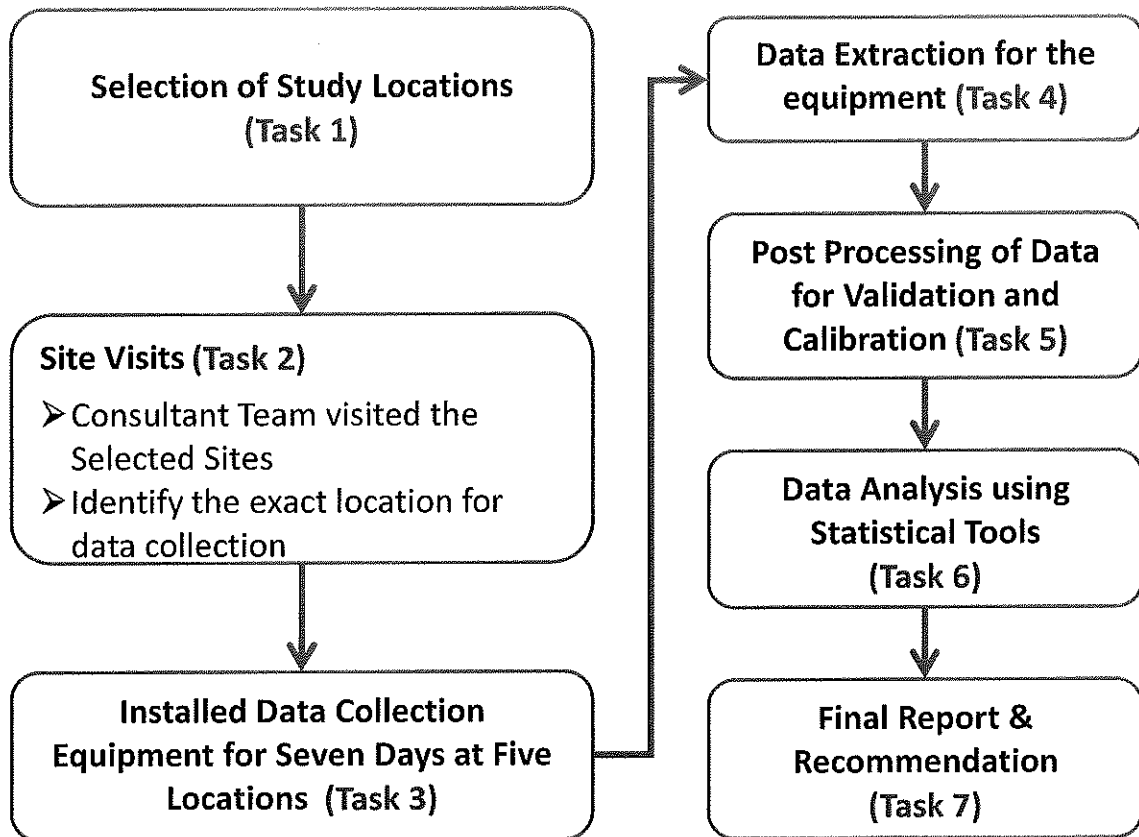 Selection of Study Locations
(Task 1)
Site Visits (Task 2)
➢Consultant Team visited the
Selected Sites
➢Identify the exact location for
data collection
Installed Data Collection
Equipment for Seven Days at Five
Locations (Task 3)
Data Extraction for the
equipment (Task 4)
Post Processing of Data
for Validation and
Calibration (Task 5)
Data Analysis using
Statistical Tools
(Task 6)
Final Report &
Recommendation
(Task 7)